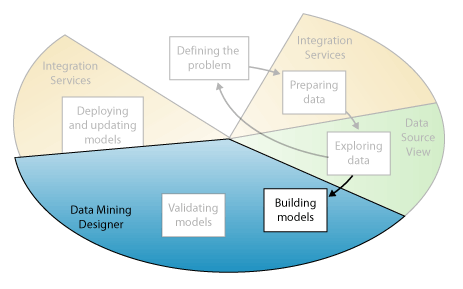 Defining the
problem
Integration
Services
Integration
Services
Preparing
data
Deploying
and updating
models
Data
Source
View
Exploring
data
Data Mining
Designer
Validating
models
Building
models